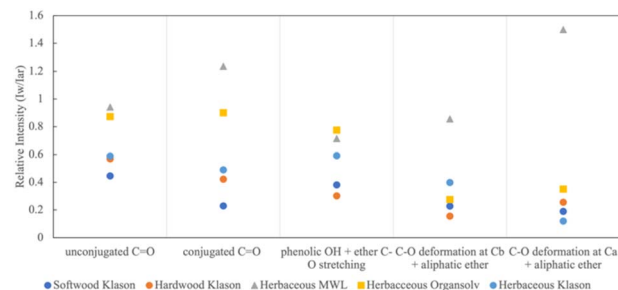 Relative Intensity (Iw/Iar)
1.6
1.4
1.2
1
0.8
0.6
0.4
0.2
0
unconjugated C=O
conjugated C=O
phenolic OH + ether C-
O stretching
C-O deformation at Cb
+ aliphatic ether
C-O deformation at Ca
+ aliphatic ether
Softwood Klason
Hardwood Klason
Herbaceous MWL
Herbacceous Organsolv
Herbaceous Klason